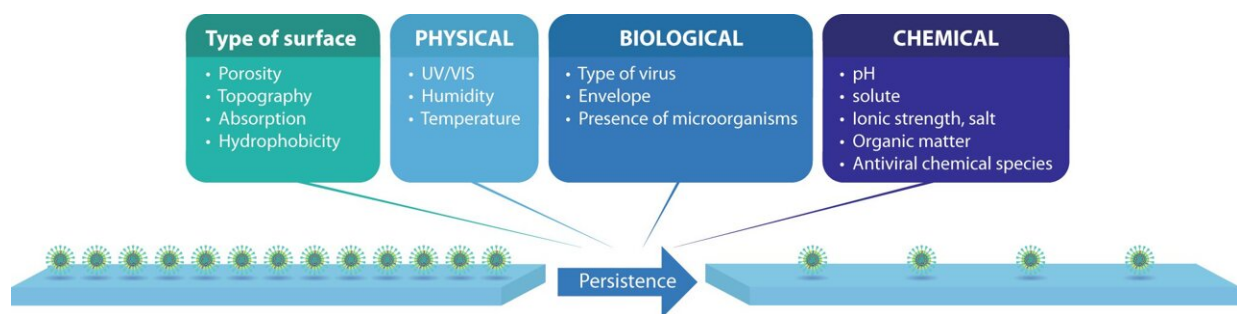 Type of surface
• Porosity
• Topography
• Absorption
• Hydrophobicity
PHYSICAL
• UV/VIS
• Humidity
• Temperature
BIOLOGICAL
• Type of virus
• Envelope
• Presence of microorganisms
CHEMICAL
• pH
• solute
• Ionic strength, salt
• Organic matter
• Antiviral chemical species
Persistence